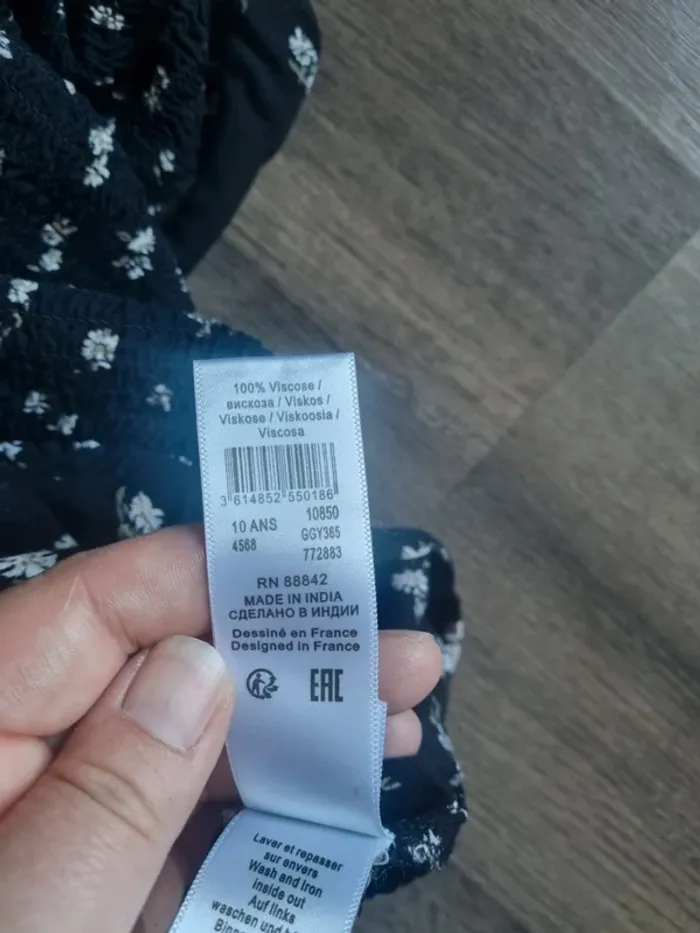 100% Viscose /
вискоза / Viskos /
Viskose / Viskoosia /
Viscosa
3 614852 550186
10 ANS 10850
4568 GGY365
772883
RN 88842
MADE IN INDIA
СДЕЛАНО В ИНДИИ
Dessiné en France
Designed in France
EAC
Laver et repasser
sur envers
Wash and Iron
inside out
Auf links
waschen und